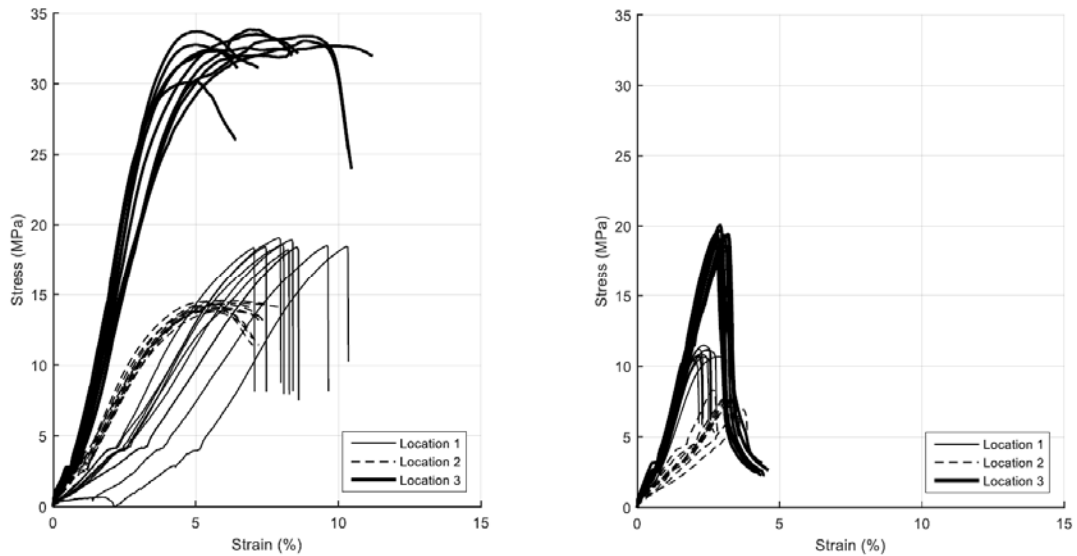 35
30
25
20
15
10
5
0
Stress (MPa)
0 5 10 15
Strain (%)
Location 1
Location 2
Location 3
35
30
25
20
15
10
5
0
Stress (MPa)
0 5 10 15
Strain (%)
Location 1
Location 2
Location 3